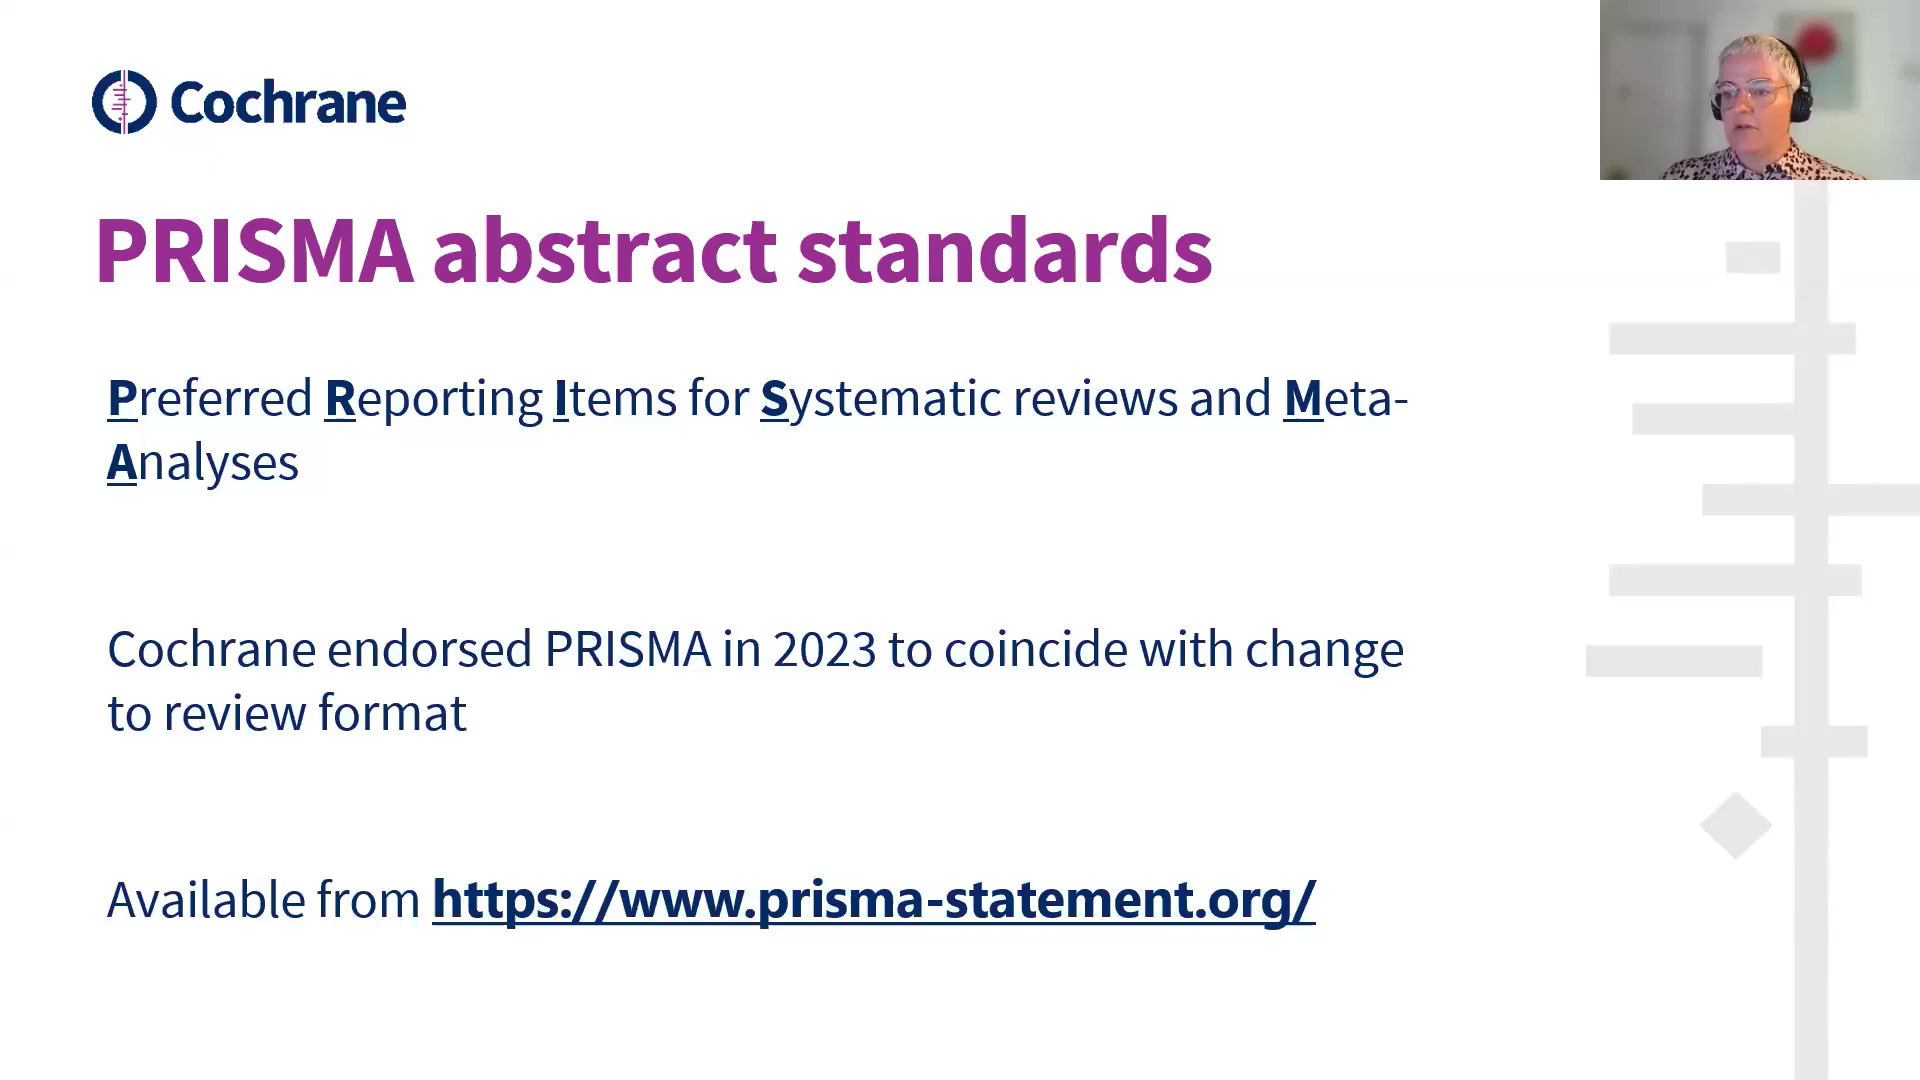 Cochrane
PRISMA abstract standards
Preferred Reporting Items for Systematic reviews and Meta-
Analyses
Cochrane endorsed PRISMA in 2023 to coincide with change
to review format
Available from https://www.prisma-statement.org/